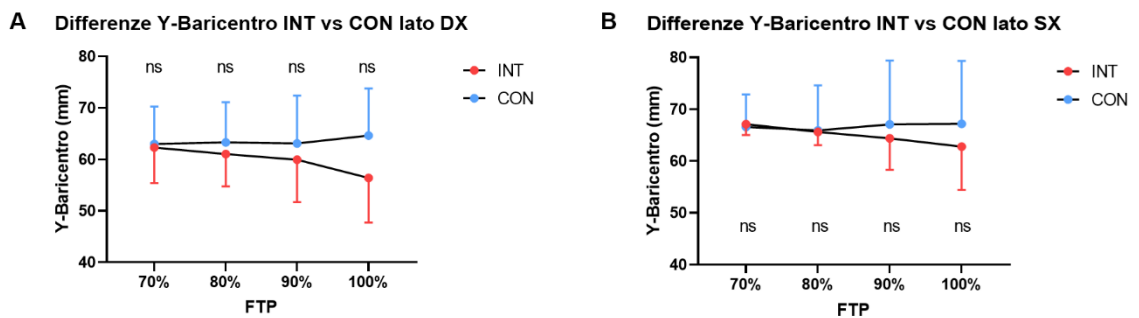 A Differenze Y-Baricentro INT vs CON lato DX
80
70
60
50
40
Y-Baricentro (mm)
ns ns ns ns
70% 80% 90% 100%
FTP
INT
CON
B Differenze Y-Baricentro INT vs CON lato SX
80
70
60
50
40
Y-Baricentro (mm)
ns ns ns ns
70% 80% 90% 100%
FTP
INT
CON